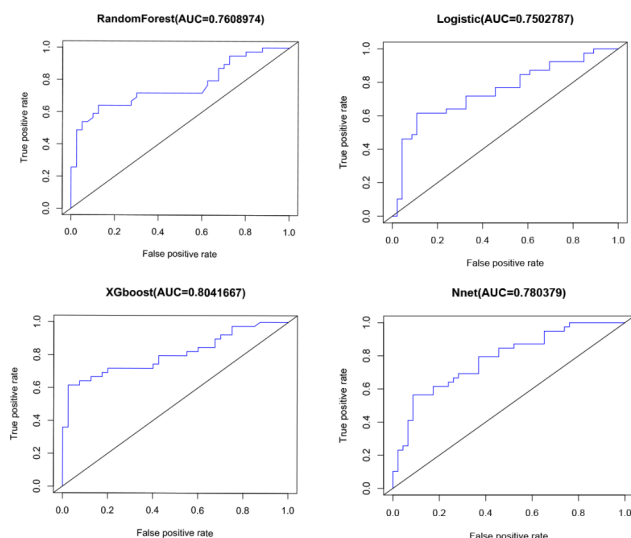 RandomForest(AUC=0.7608974)
True positive rate
0.0 0.2 0.4 0.6 0.8 1.0
0.0 0.2 0.4 0.6 0.8 1.0
False positive rate
Logistic(AUC=0.7502787)
True positive rate
0.0 0.2 0.4 0.6 0.8 1.0
0.0 0.2 0.4 0.6 0.8 1.0
False positive rate
XGboost(AUC=0.8041667)
True positive rate
0.0 0.2 0.4 0.6 0.8 1.0
0.0 0.2 0.4 0.6 0.8 1.0
False positive rate
Nnet(AUC=0.780379)
True positive rate
0.0 0.2 0.4 0.6 0.8 1.0
0.0 0.2 0.4 0.6 0.8 1.0
False positive rate